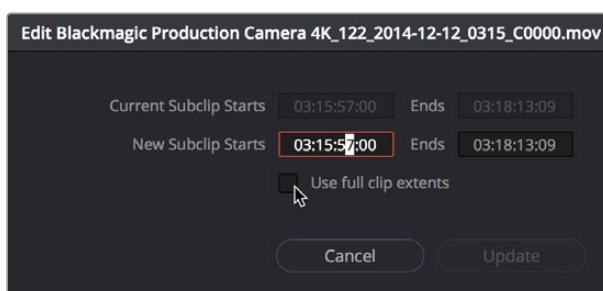 Edit Blackmagic Production Camera 4K_122_2014-12-12_0315_C0000.mov
Current Subclip Starts 03:15:57:00 Ends 03:18:13:09
New Subclip Starts 03:15:57:00 Ends 03:18:13:09
Use full clip extents
Cancel Update